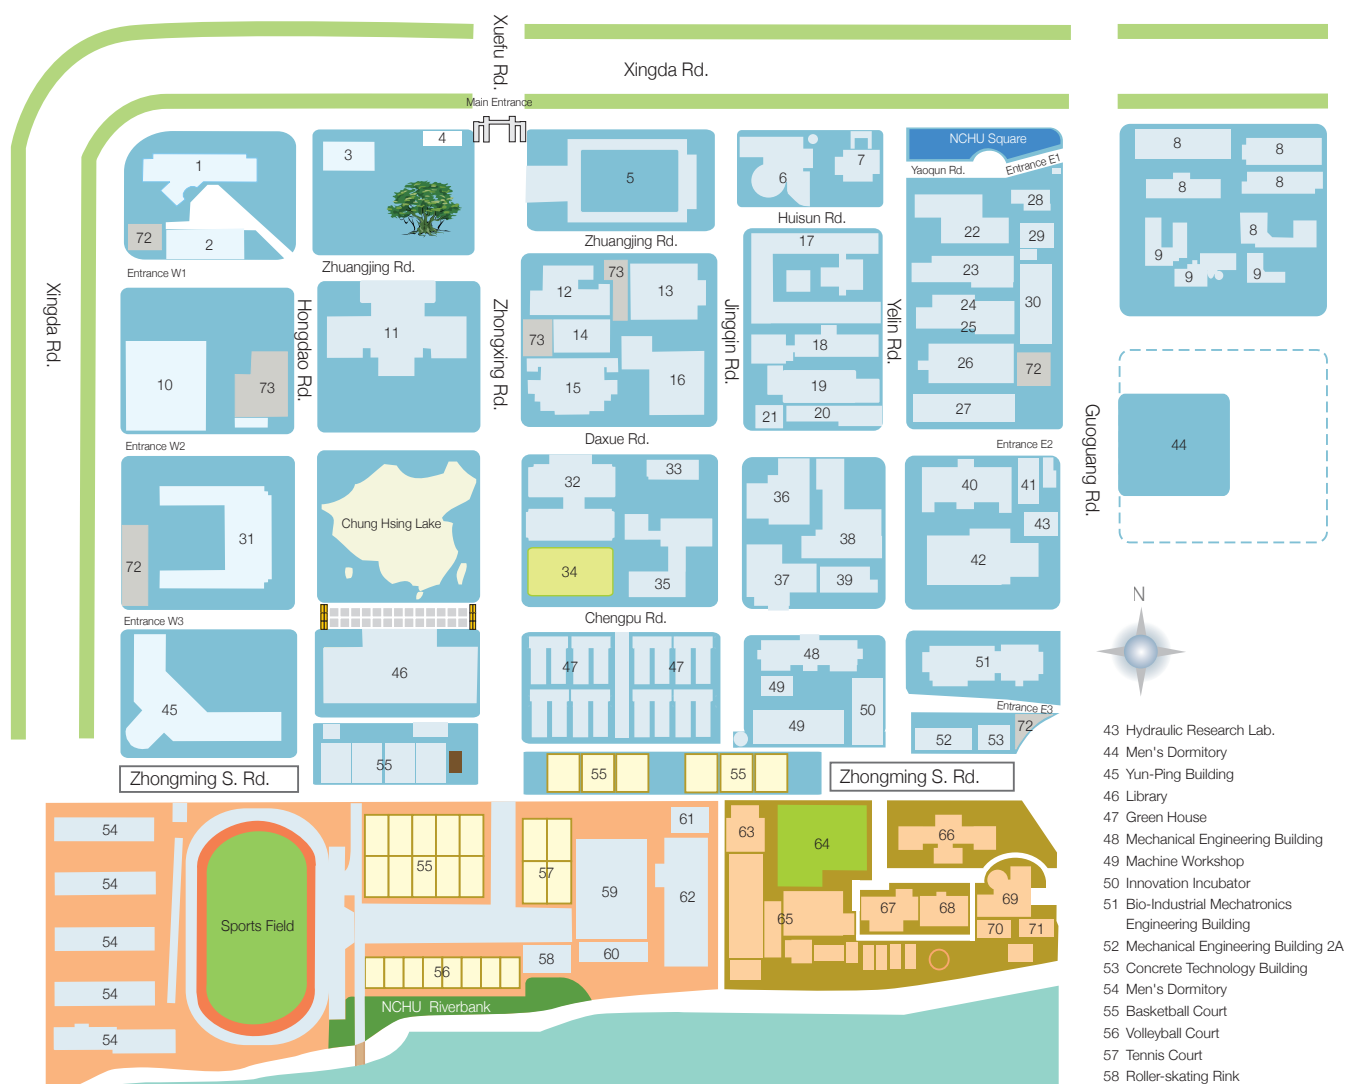 Xuefu Rd.
Xingda Rd.
Main Entrance
1
2
72
3
4
5
6
7
NCHU Square
Yaoqun Rd.
Entrance E1
8
8
8
8
8
9
9
9
Entrance W1
Zhuangjing Rd.
Zhuangjing Rd.
Huisun Rd.
22
23
24
25
26
27
28
29
30
72
Xingda Rd.
Hongdao Rd.
Zhongxing Rd.
Jingqin Rd.
Yelin Rd.
Guoguang Rd.
10
73
11
12
73
13
73
14
15
16
17
18
19
20
21
44
Entrance W2
Daxue Rd.
Entrance E2
72
31
Chung Hsing Lake
32
33
34
35
36
37
38
39
40
41
42
43
Entrance W3
Chengpu Rd.
N
45
46
47
47
48
49
49
50
51
Entrance E3
52
53
72
55
55
55
Zhongming S. Rd.
Zhongming S. Rd.
54
54
54
54
54
Sports Field
55
56
57
58
59
60
61
62
63
64
65
66
67
68
69
70
71
NCHU Riverbank
43 Hydraulic Research Lab.
44 Men's Dormitory
45 Yun-Ping Building
46 Library
47 Green House
48 Mechanical Engineering Building
49 Machine Workshop
50 Innovation Incubator
51 Bio-Industrial Mechatronics
Engineering Building
52 Mechanical Engineering Building 2A
53 Concrete Technology Building
54 Men's Dormitory
55 Basketball Court
56 Volleyball Court
57 Tennis Court
58 Roller-skating Rink